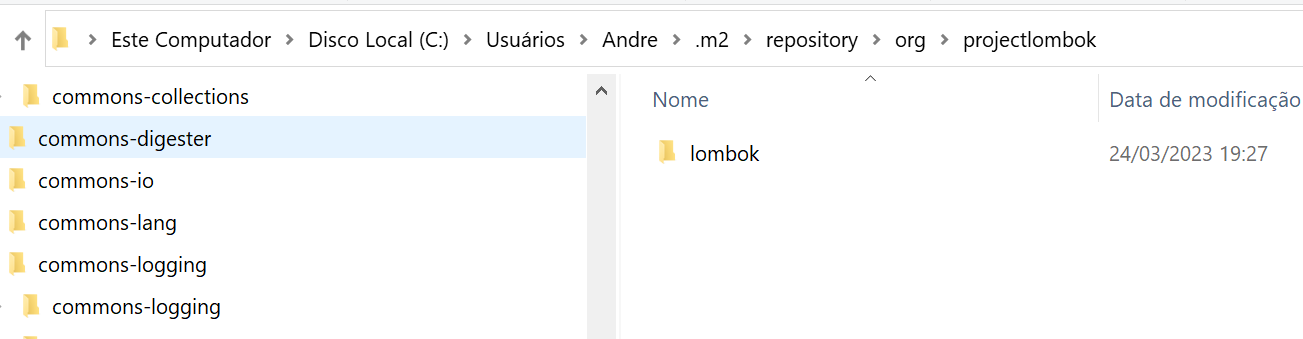 Este Computador > Disco Local (C:) > Usuários > Andre > .m2 > repository > org > projectlombok
commons-collections
commons-digester
commons-io
commons-lang
commons-logging
commons-logging
Nome Data de modificação
lombok 24/03/2023 19:27